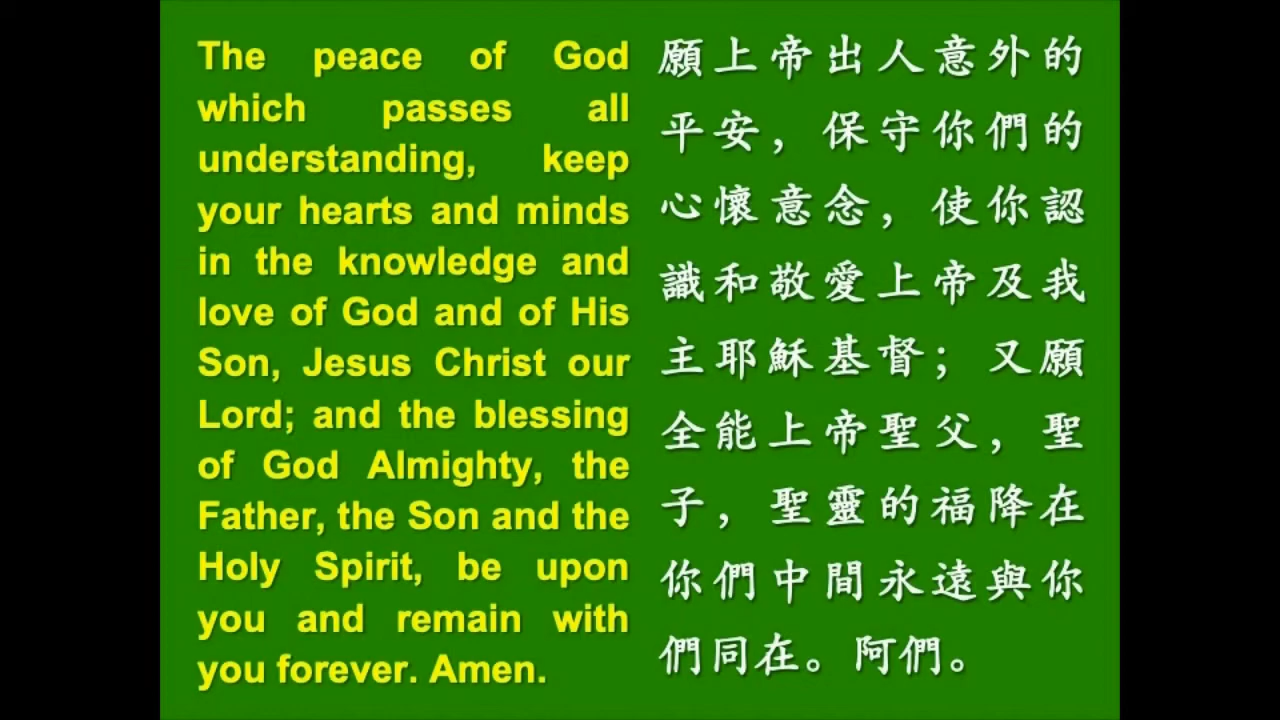 The peace of God
which passes all
understanding, keep
your hearts and minds
in the knowledge and
love of God and of His
Son, Jesus Christ our
Lord; and the blessing
of God Almighty, the
Father, the Son and the
Holy Spirit, be upon
you and remain with
you forever. Amen.
願上帝出人意外的
平安，保守你們的
心懷意念，使你認
識和敬愛上帝及我
主耶穌基督；又願
全能上帝聖父，聖
子，聖靈的福降在
你們中間永遠與你
們同在。阿們。